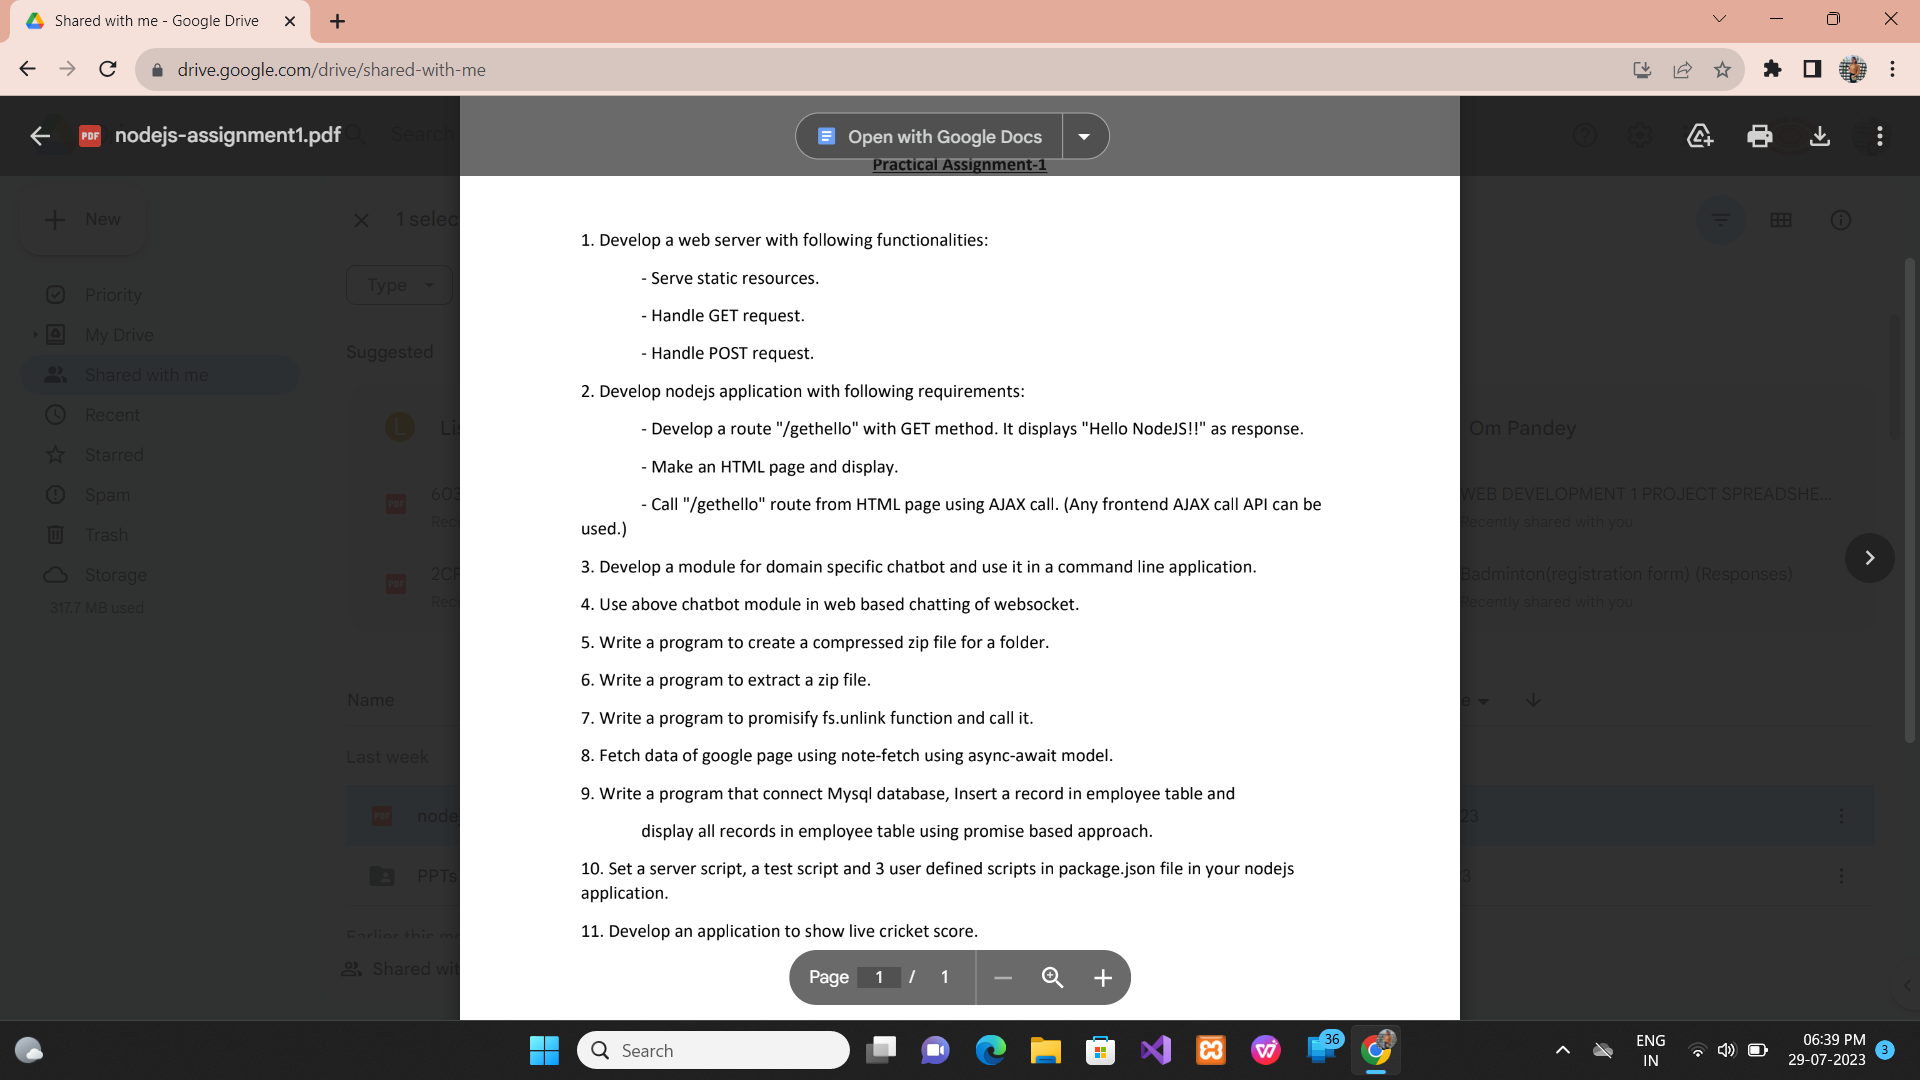 Shared with me - Google Drive
drive.google.com/drive/shared-with-me
nodejs-assignment1.pdf
Search
Open with Google Docs
Practical Assignment-1
New
1 selec
Priority
My Drive
Shared with me
Recent
Starred
Spam
Trash
Storage
317.7 MB used
Type
Suggested
Name
Last week
node
PPTs
Earlier this m
Shared wit
1. Develop a web server with following functionalities:
- Serve static resources.
- Handle GET request.
- Handle POST request.
2. Develop nodejs application with following requirements:
- Develop a route "/gethello" with GET method. It displays "Hello NodeJS!!" as response.
- Make an HTML page and display.
- Call "/gethello" route from HTML page using AJAX call. (Any frontend AJAX call API can be
used.)
3. Develop a module for domain specific chatbot and use it in a command line application.
4. Use above chatbot module in web based chatting of websocket.
5. Write a program to create a compressed zip file for a folder.
6. Write a program to extract a zip file.
7. Write a program to promisify fs.unlink function and call it.
8. Fetch data of google page using note-fetch using async-await model.
9. Write a program that connect Mysql database, Insert a record in employee table and
display all records in employee table using promise based approach.
10. Set a server script, a test script and 3 user defined scripts in package.json file in your nodejs
application.
11. Develop an application to show live cricket score.
Page 1 / 1
Om Pandey
WEB DEVELOPMENT 1 PROJECT SPREADSHE...
Recently shared with you
Badminton(registration form) (Responses)
Recently shared with you
Search
36
ENG
IN
06:39 PM
29-07-2023
3